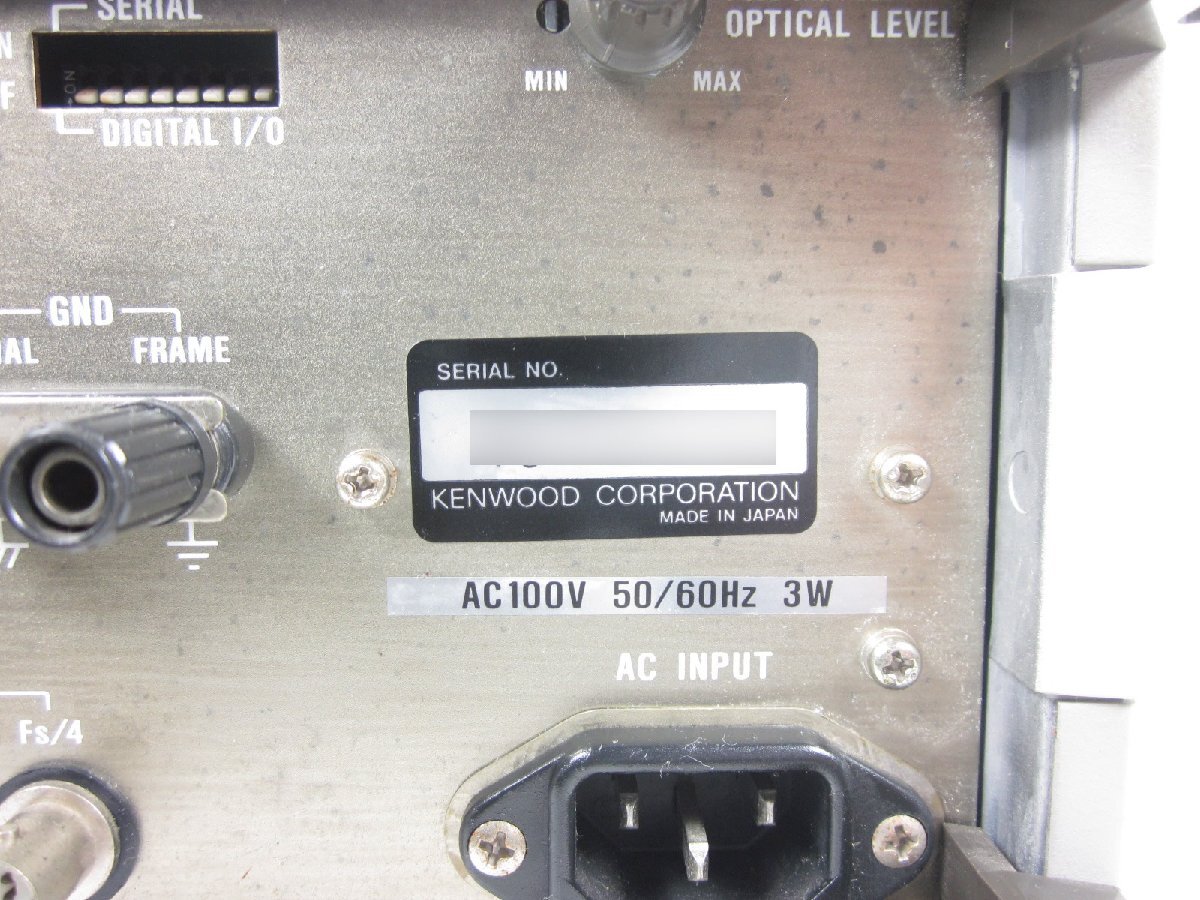 SERIAL
OPTICAL LEVEL
N
MIN
MAX
F
ON
DIGITAL I/O
GND
FRAME
SERIAL NO.
KENWOOD CORPORATION
MADE IN JAPAN
AC100V 50/60Hz 3W
AC INPUT
Fs/4